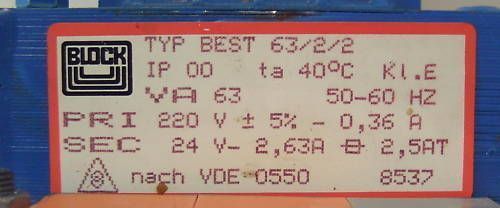 BLOCK
TYP BEST 63/2/2
IP 00 ta 40°C Kl.E
VA 63 50-60 HZ
PRI 220 V ± 5% - 0,36 A
SEC 24 V- 2,63A 2,5AT
nach VDE 0550 8537